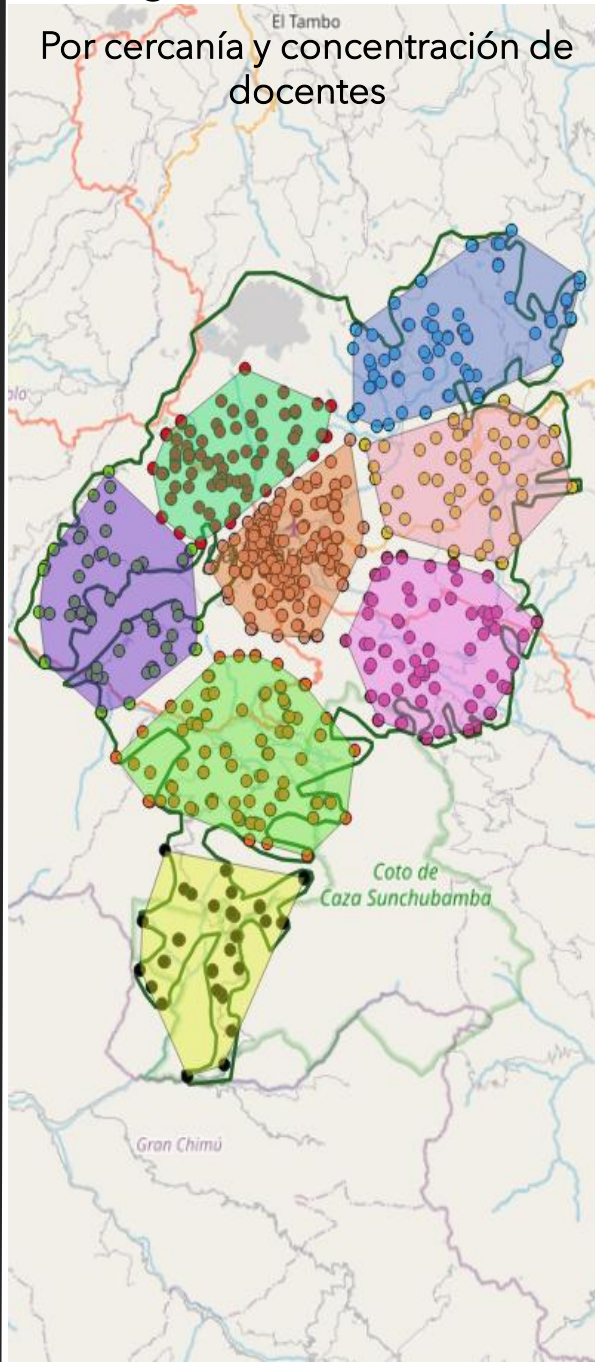 El Tambo
Por cercanía y concentración de
docentes
Coto de
Caza Sunchubamba
Gran Chimú